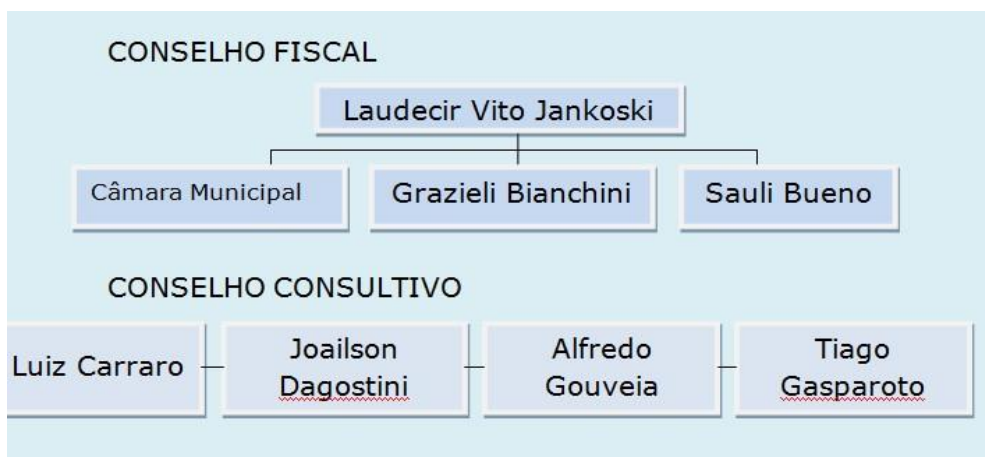 CONSELHO FISCAL
Laudecir Vito Jankoski
Câmara Municipal
Grazieli Bianchini
Sauli Bueno
CONSELHO CONSULTIVO
Luiz Carraro
Joailson
Dagostini
Alfredo
Gouveia
Tiago
Gasparoto